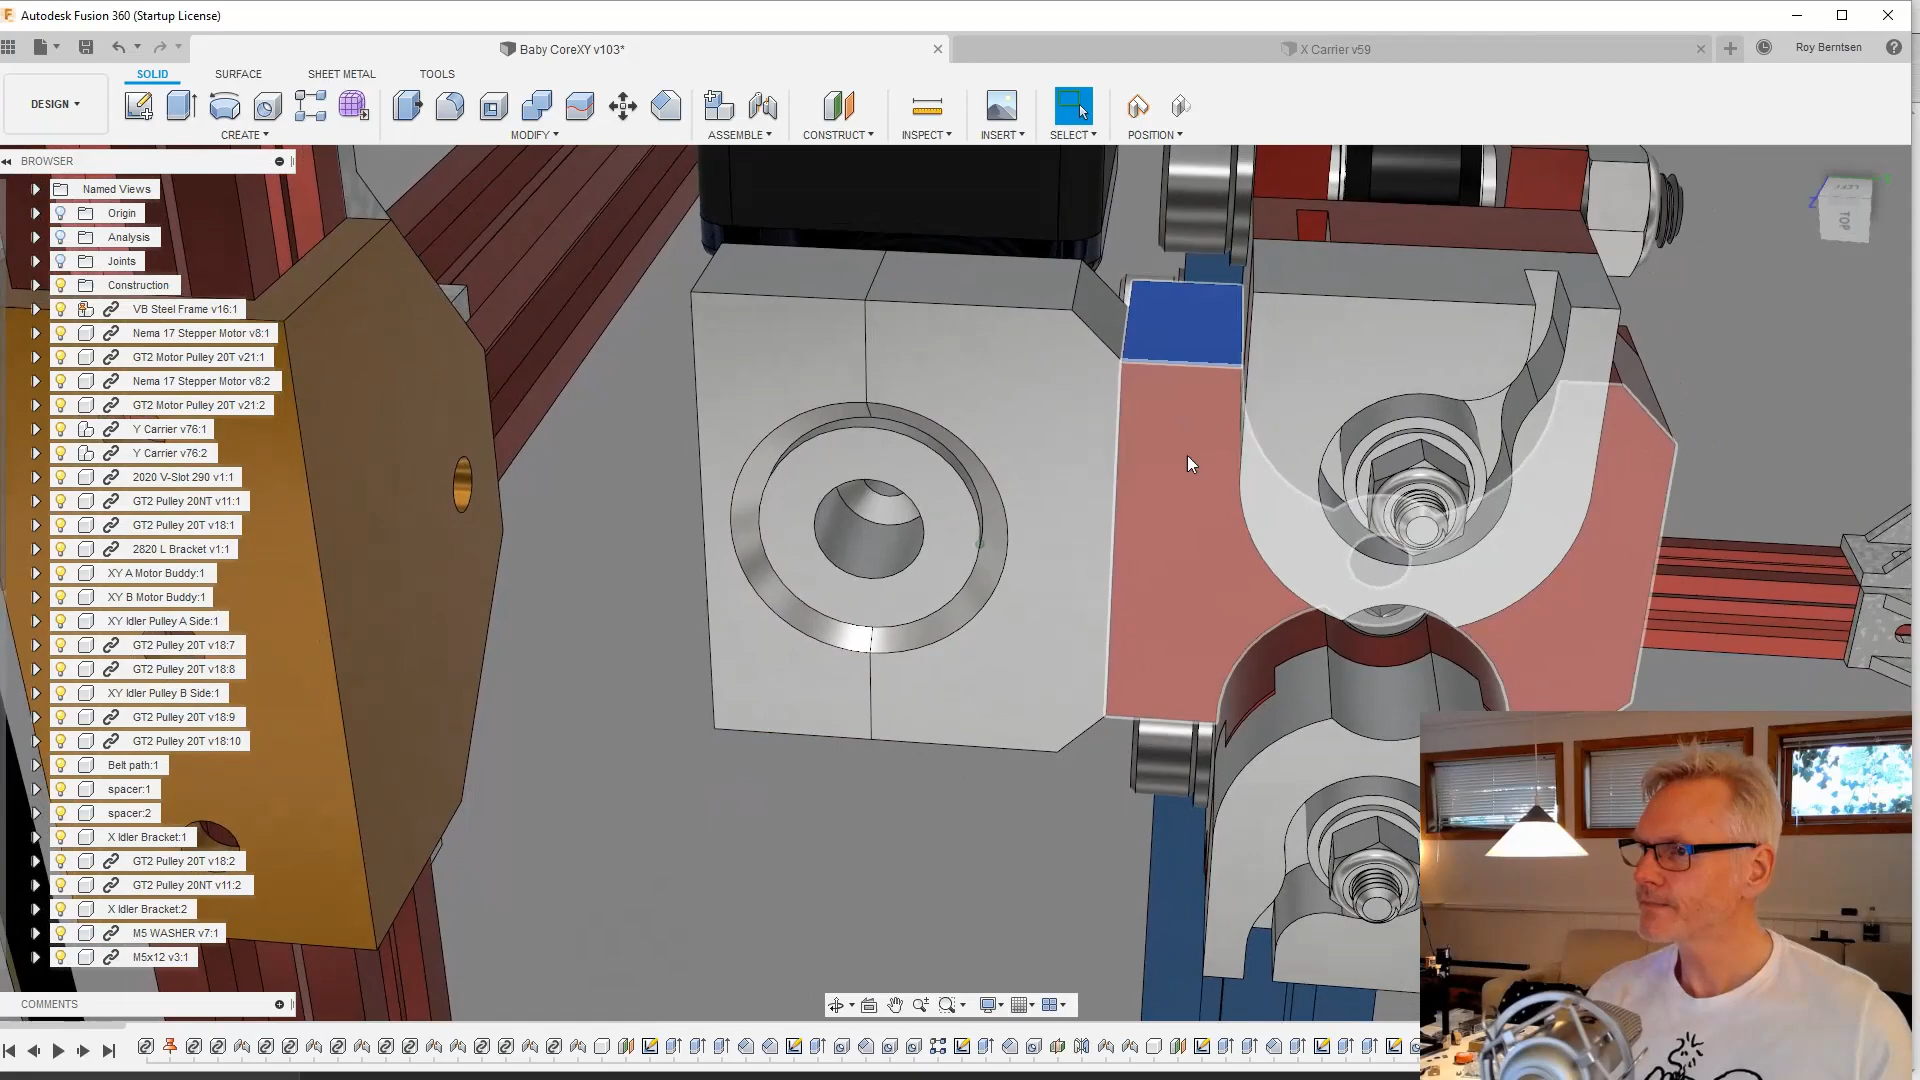 Autodesk Fusion 360 (Startup License)
Baby CoreXY v103*
X Carrier v59
Roy Berntsen
DESIGN
SOLID
SURFACE
SHEET METAL
TOOLS
CREATE
MODIFY
ASSEMBLE
CONSTRUCT
INSPECT
INSERT
SELECT
POSITION
BROWSER
Named Views
Origin
Analysis
Joints
Construction
VB Steel Frame v16:1
Nema 17 Stepper Motor v8:1
GT2 Motor Pulley 20T v21:1
Nema 17 Stepper Motor v8:2
GT2 Motor Pulley 20T v21:2
Y Carrier v76:1
Y Carrier v76:2
2020 V-Slot 290 v1:1
GT2 Pulley 20NT v11:1
GT2 Pulley 20T v18:1
2820 L Bracket v1:1
XY A Motor Buddy:1
XY B Motor Buddy:1
XY Idler Pulley A Side:1
GT2 Pulley 20T v18:7
GT2 Pulley 20T v18:8
XY Idler Pulley B Side:1
GT2 Pulley 20T v18:9
GT2 Pulley 20T v18:10
Belt path:1
spacer:1
spacer:2
X Idler Bracket:1
GT2 Pulley 20T v18:2
GT2 Pulley 20NT v11:2
X Idler Bracket:2
M5 WASHER v7:1
M5x12 v3:1
COMMENTS
LEFT
Z
TOP